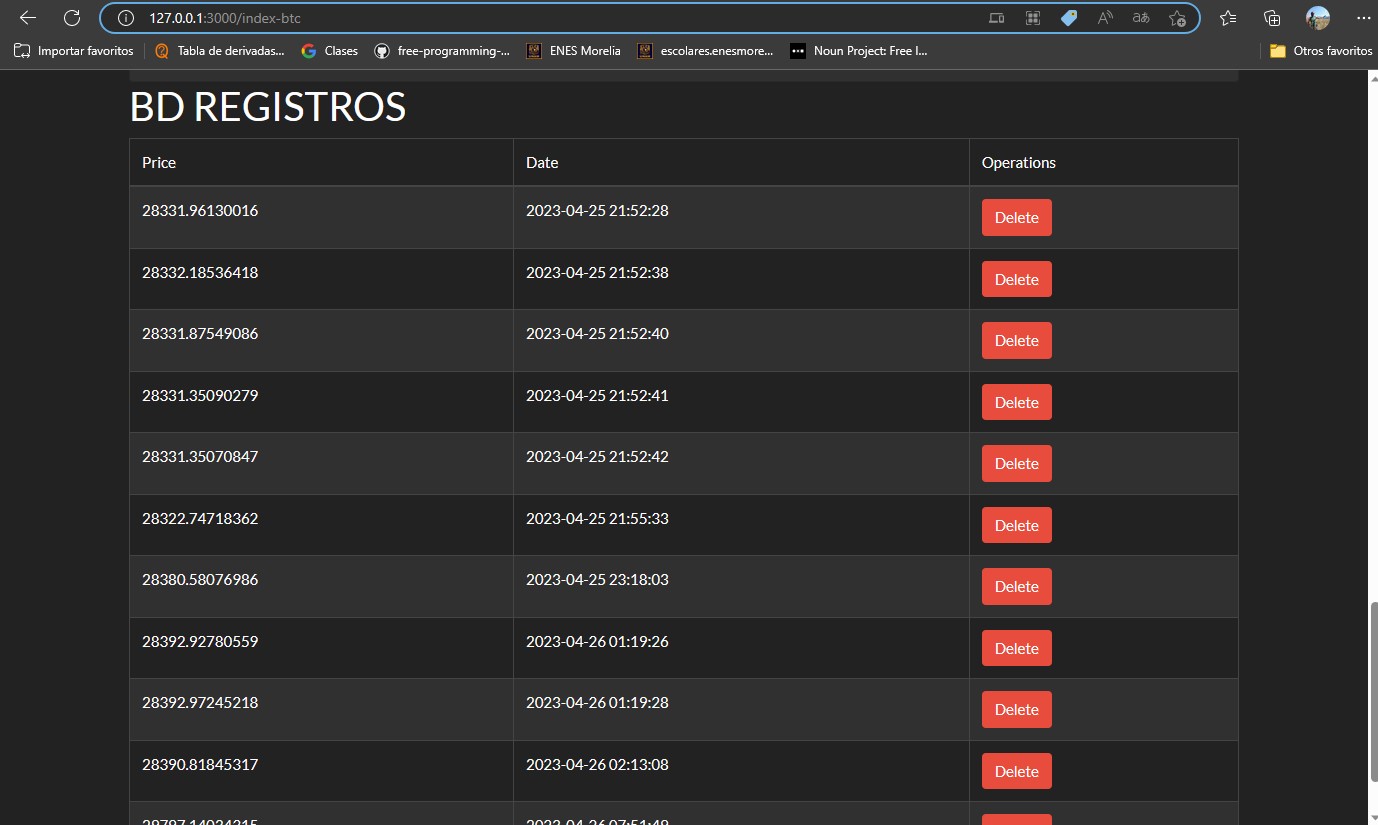 127.0.0.1:3000/index-btc
Importar favoritos Tabla de derivadas... Clases free-programming-... ENES Morelia escolares.enesmore... Noun Project: Free I... Otros favoritos
BD REGISTROS
Price Date Operations
28331.96130016 2023-04-25 21:52:28 Delete
28332.18536418 2023-04-25 21:52:38 Delete
28331.87549086 2023-04-25 21:52:40 Delete
28331.35090279 2023-04-25 21:52:41 Delete
28331.35070847 2023-04-25 21:52:42 Delete
28322.74718362 2023-04-25 21:55:33 Delete
28380.58076986 2023-04-25 23:18:03 Delete
28392.92780559 2023-04-26 01:19:26 Delete
28392.97245218 2023-04-26 01:19:28 Delete
28390.81845317 2023-04-26 02:13:08 Delete